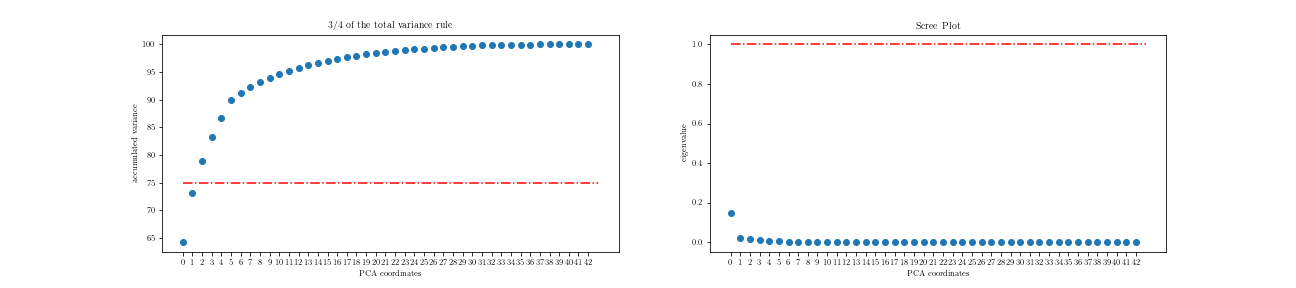 3/4 of the total variance rule
100
95
90
85
80
75
70
65
accumulated variance
0 1 2 3 4 5 6 7 8 9 10 11 12 13 14 15 16 17 18 19 20 21 22 23 24 25 26 27 28 29 30 31 32 33 34 35 36 37 38 39 40 41 42
PCA coordinates
Scree Plot
1.0
0.8
0.6
0.4
0.2
0.0
eigenvalue
0 1 2 3 4 5 6 7 8 9 10 11 12 13 14 15 16 17 18 19 20 21 22 23 24 25 26 27 28 29 30 31 32 33 34 35 36 37 38 39 40 41 42
PCA coordinates